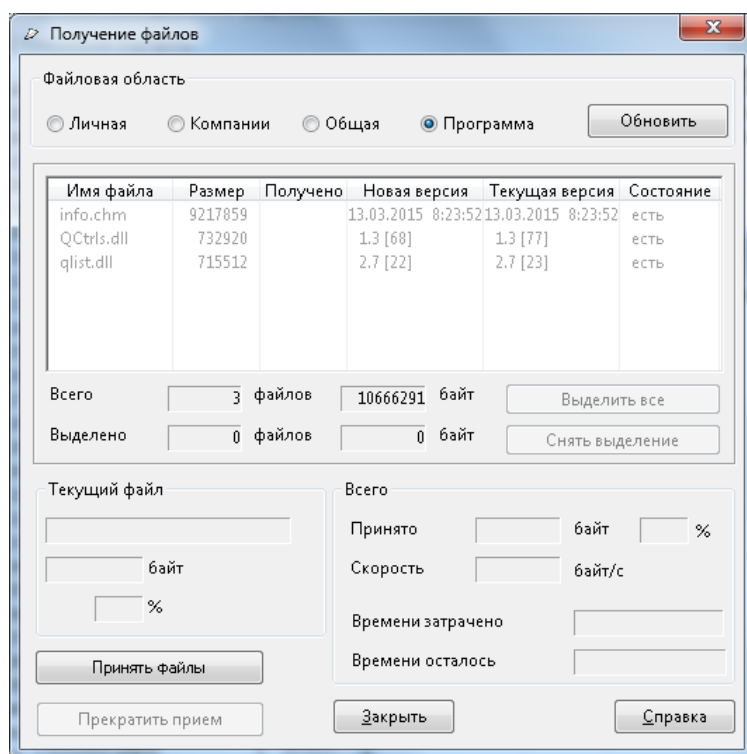 Получение файлов
Файловая область
Личная Компании Общая Программа Обновить
Имя файла Размер Получено Новая версия Текущая версия Состояние
info.chm 9217859 13.03.2015 8:23:52 13.03.2015 8:23:52 есть
QCtrls.dll 732920 1.3 [68] 1.3 [77] есть
qlist.dll 715512 2.7 [22] 2.7 [23] есть
Всего 3 файлов 10666291 байт Выделить все
Выделено 0 файлов 0 байт Снять выделение
Текущий файл
байт
%
Всего
Принято байт %
Скорость байт/с
Времени затрачено
Времени осталось
Принять файлы
Прекратить прием Закрыть Справка